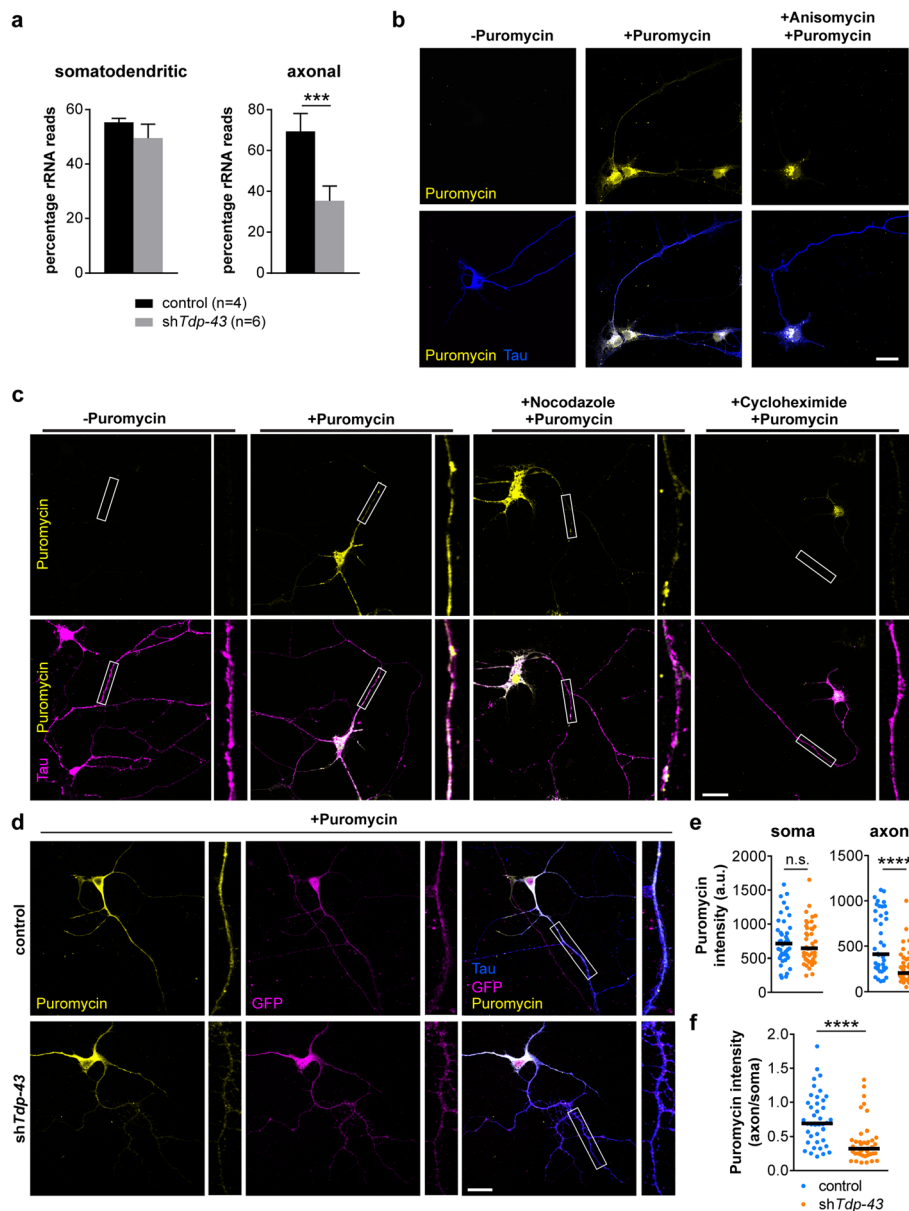 a
somatodendritic
axonal
percentage rRNA reads
60
40
20
0
percentage rRNA reads
80
60
40
20
0
***
control (n=4)
shTdp-43 (n=6)
b
-Puromycin
+Puromycin
+Anisomycin
+Puromycin
Puromycin
Puromycin Tau
c
-Puromycin
+Puromycin
+Nocodazole
+Puromycin
+Cycloheximide
+Puromycin
Puromycin
Tau Puromycin
d
+Puromycin
control
Puromycin
GFP
Tau
GFP
Puromycin
shTdp-43
e
soma
axon
Puromycin
intensity (a.u.)
2000
1500
1000
500
0
n.s.
1500
1000
500
0
****
f
Puromycin intensity
(axon/soma)
2.0
1.5
1.0
0.5
0.0
****
control
shTdp-43